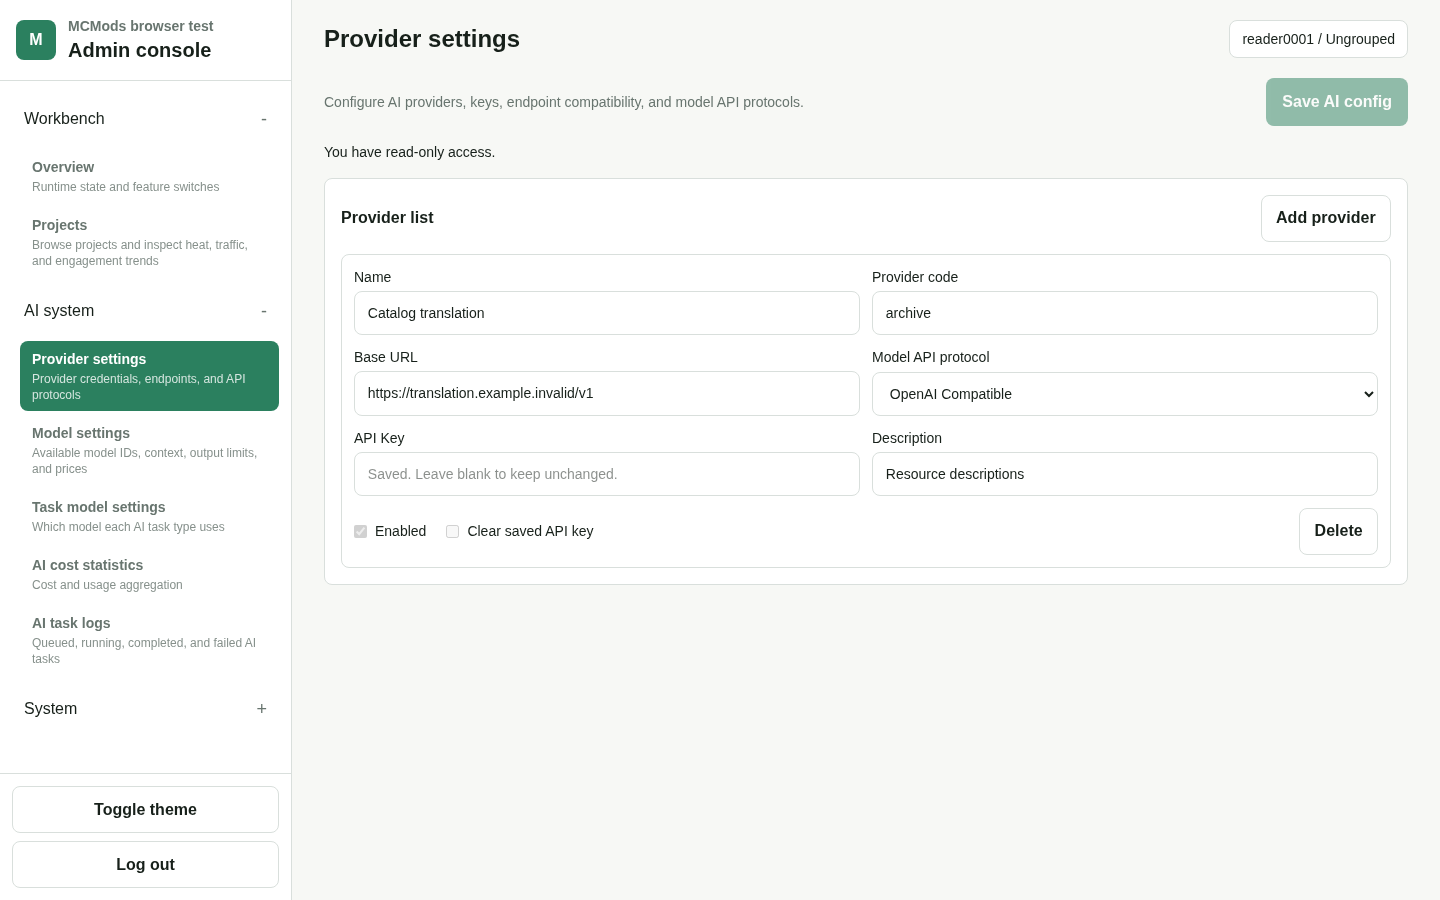 M
MCMods browser test
Admin console
Workbench -
Overview
Runtime state and feature switches
Projects
Browse projects and inspect heat, traffic,
and engagement trends
AI system -
Provider settings
Provider credentials, endpoints, and API
protocols
Model settings
Available model IDs, context, output limits,
and prices
Task model settings
Which model each AI task type uses
AI cost statistics
Cost and usage aggregation
AI task logs
Queued, running, completed, and failed AI
tasks
System +
Toggle theme
Log out
Provider settings
reader0001 / Ungrouped
Configure AI providers, keys, endpoint compatibility, and model API protocols.
Save AI config
You have read-only access.
Provider list
Add provider
Name
Catalog translation
Provider code
archive
Base URL
https://translation.example.invalid/v1
Model API protocol
OpenAI Compatible
API Key
Saved. Leave blank to keep unchanged.
Description
Resource descriptions
Enabled
Clear saved API key
Delete